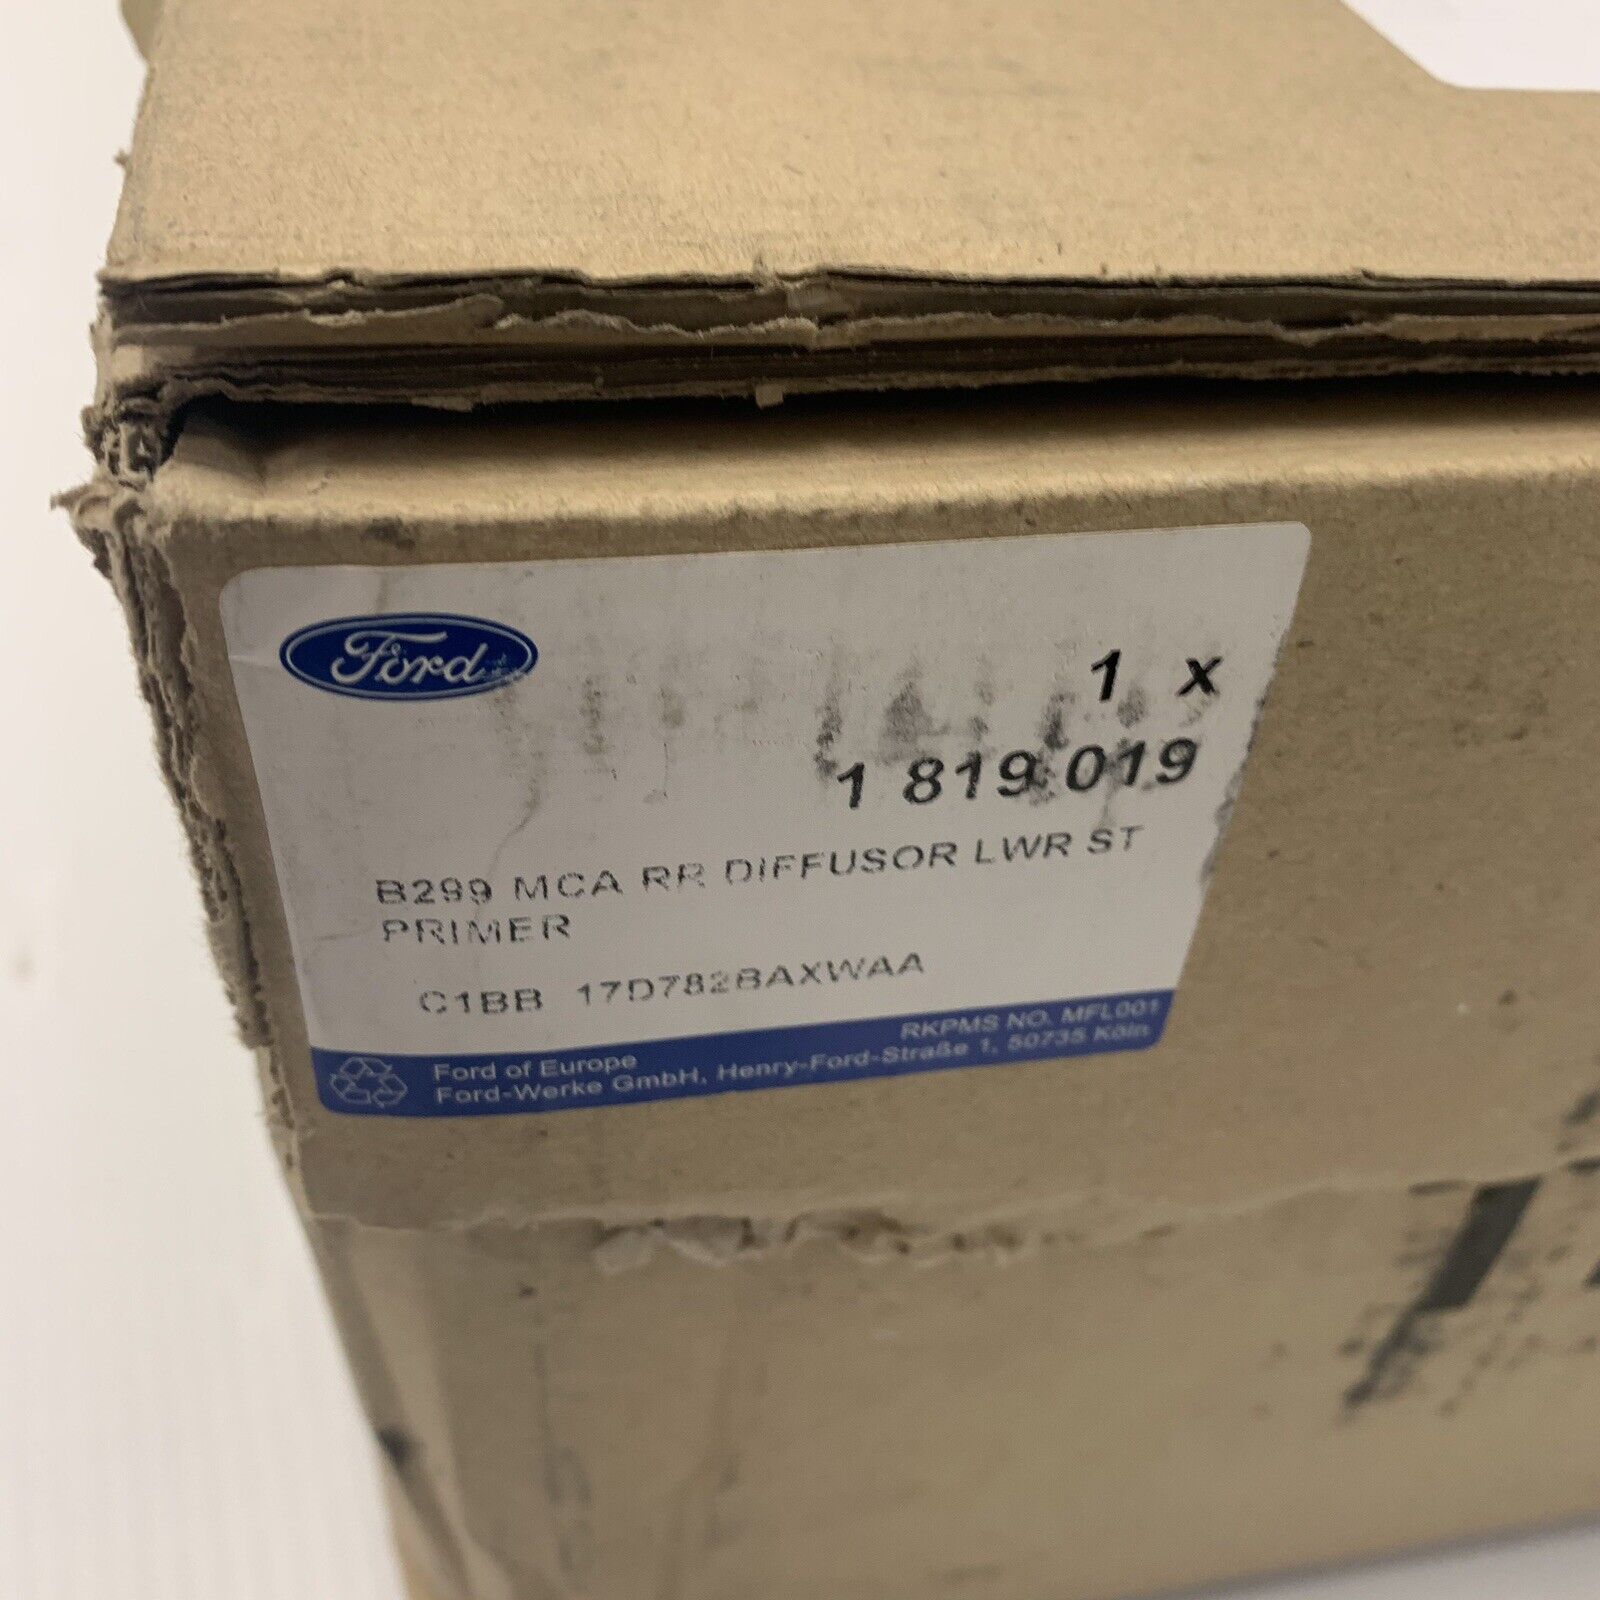 Ford
1 x
1 819 019
B299 MCA RR DIFFUSOR LWR ST
PRIMER
C1BB 17D782BAXWAA
RKPMS NO. MFL001
Ford of Europe
Ford-Werke GmbH, Henry-Ford-Straße 1, 50735 Köln